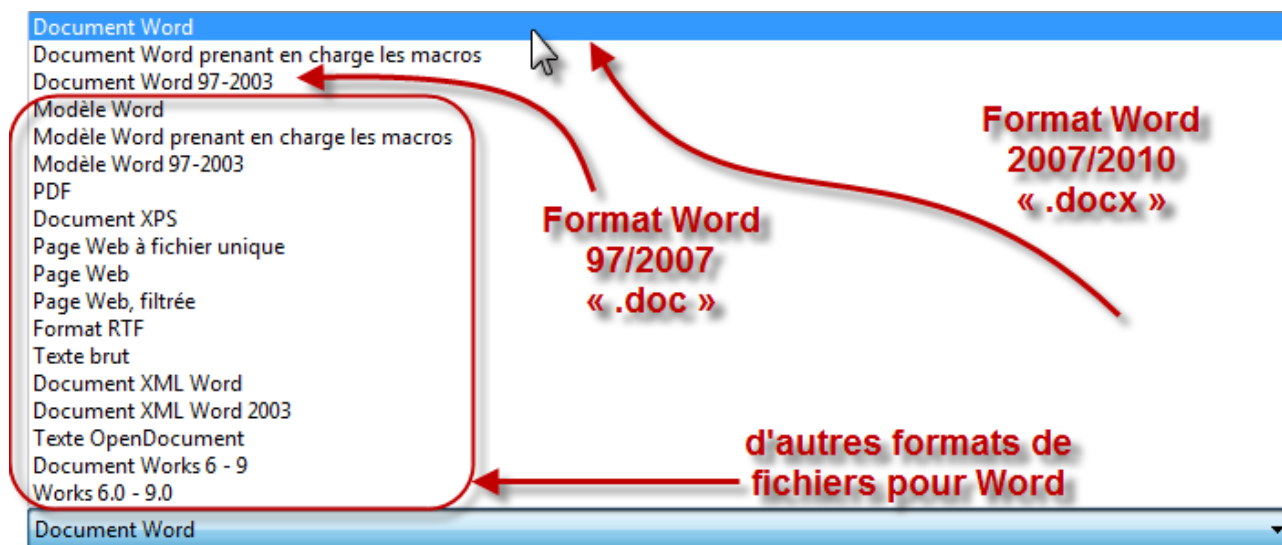 Document Word
Document Word prenant en charge les macros
Document Word 97-2003
Modèle Word
Modèle Word prenant en charge les macros
Modèle Word 97-2003
PDF
Document XPS
Page Web à fichier unique
Page Web
Page Web, filtrée
Format RTF
Texte brut
Document XML Word
Document XML Word 2003
Texte OpenDocument
Document Works 6 - 9
Works 6.0 - 9.0
Document Word
Format Word
97/2007
« .doc »
Format Word
2007/2010
« .docx »
d'autres formats de
fichiers pour Word